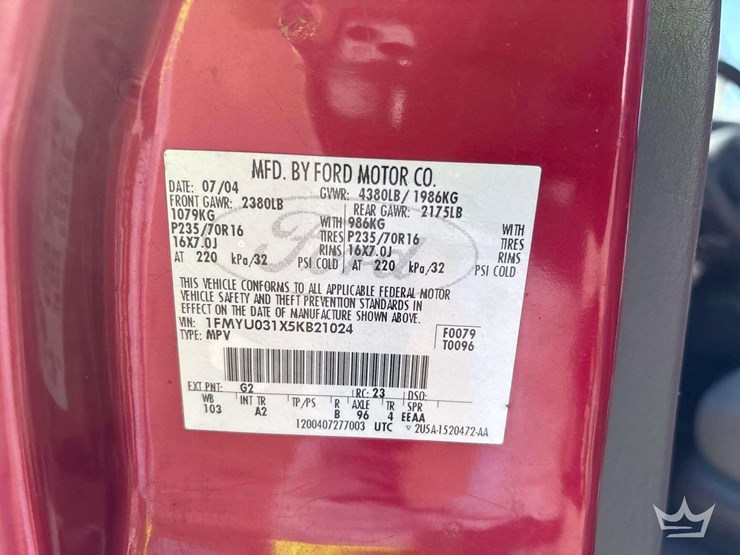 MFD. BY FORD MOTOR CO.
DATE: 07/04 GVWR: 4380LB/ 1986KG
FRONT GAWR: 2380LB REAR GAWR: 2175LB
1079KG WITH 986KG WITH
P235/70R16 TIRES P235/70R16 TIRES
16X7.0J RIMS 16X7.0J RIMS
AT 220 kPa/32 PSI COLD AT 220 kPa/32 PSI COLD
THIS VEHICLE CONFORMS TO ALL APPLICABLE FEDERAL MOTOR
VEHICLE SAFETY AND THEFT PREVENTION STANDARDS IN
EFFECT ON THE DATE OF MANUFACTURE SHOWN ABOVE.
VIN: 1FMYU031X5KB21024 F0079
TYPE: MPV T0096
EXT PNT: G2 RC: 23 DSO:
WB INT TR TP/PS R AXLE TR SPR
103 A2 B 96 4 EEAA
1200407277003 UTC 2U5A-1520472-AA
Ford